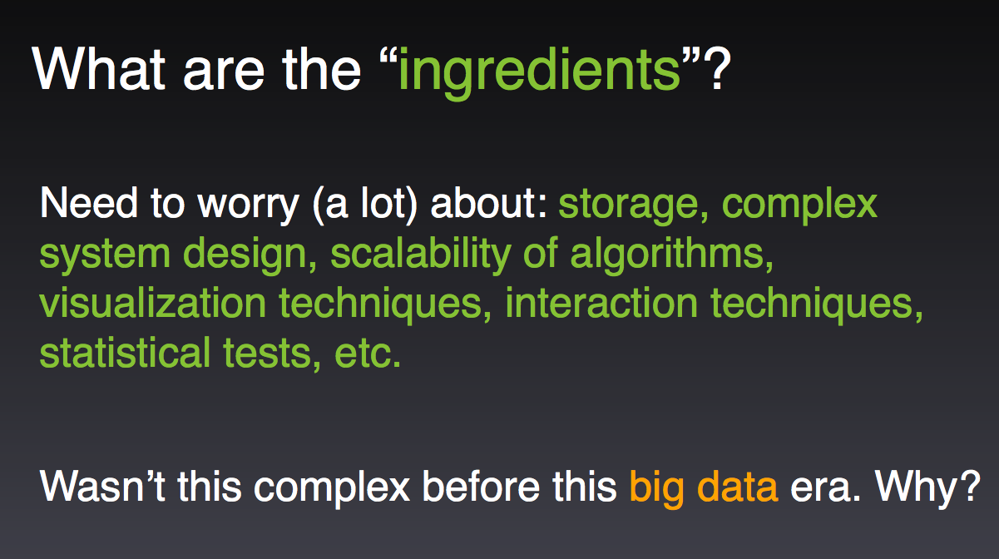 What are the “ingredients”?
Need to worry (a lot) about: storage, complex
system design, scalability of algorithms,
visualization techniques, interaction techniques,
statistical tests, etc.
Wasn’t this complex before this big data era. Why?